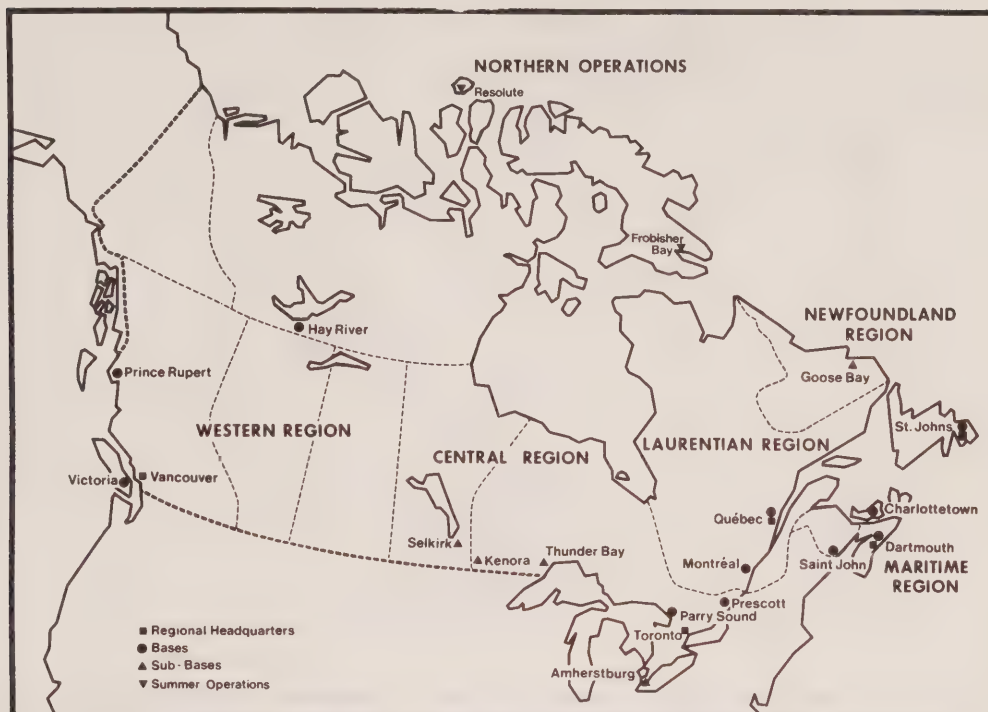 NORTHERN OPERATIONS
Resolute
Frobisher
Bay
NEWFOUNDLAND
REGION
Hay River
Goose Bay
Prince Rupert
WESTERN REGION
CENTRAL REGION
LAURENTIAN REGION
St. Johns
Victoria
Vancouver
Québec
Charlottetown
Selkirk
Kenora
Thunder Bay
Montréal
Saint John
Dartmouth
MARITIME
REGION
Prescott
Parry Sound
Toronto
Amherstburg
Regional Headquarters
Bases
Sub-Bases
Summer Operations